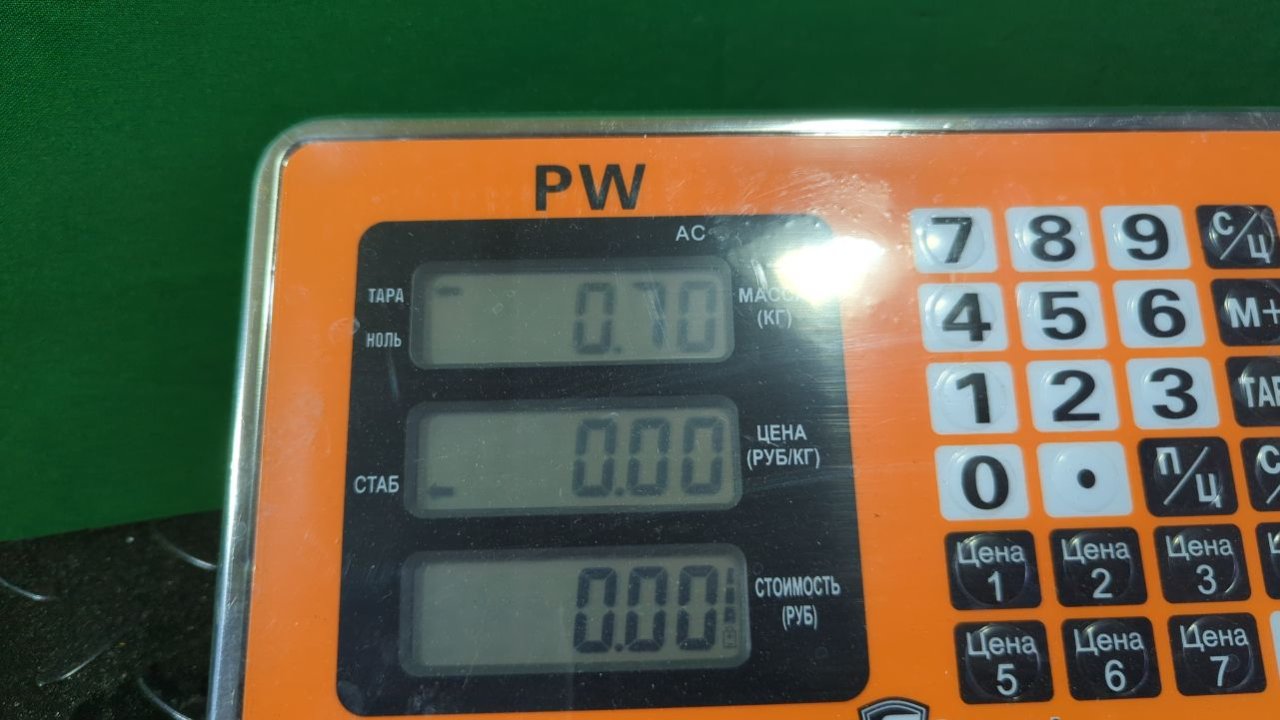 PW
AC
ТАРА
0.70
МАССА
(КГ)
НОЛЬ
0.00
ЦЕНА
(РУБ/КГ)
СТАБ
0.00
СТОИМОСТЬ
(РУБ)
7 8 9 С/Ц
4 5 6 М+
1 2 3
0 . П/Ц
Цена 1 Цена 2 Цена 3
Цена 5 Цена 6 Цена 7